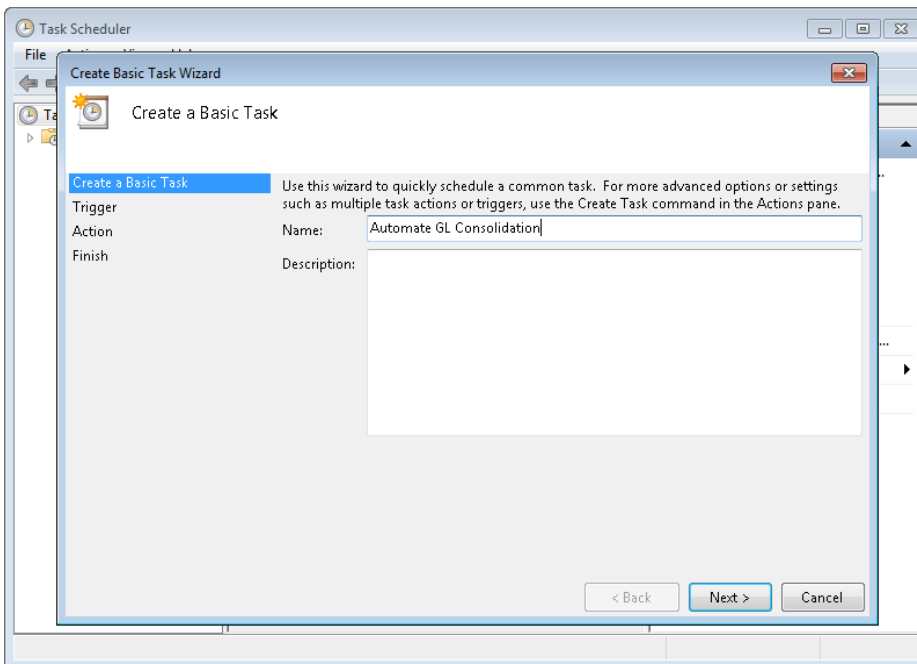 Task Scheduler
File
Create Basic Task Wizard
Create a Basic Task
Create a Basic Task
Trigger
Action
Finish
Use this wizard to quickly schedule a common task. For more advanced options or settings
such as multiple task actions or triggers, use the Create Task command in the Actions pane.
Name: Automate GL Consolidation
Description:
< Back Next > Cancel